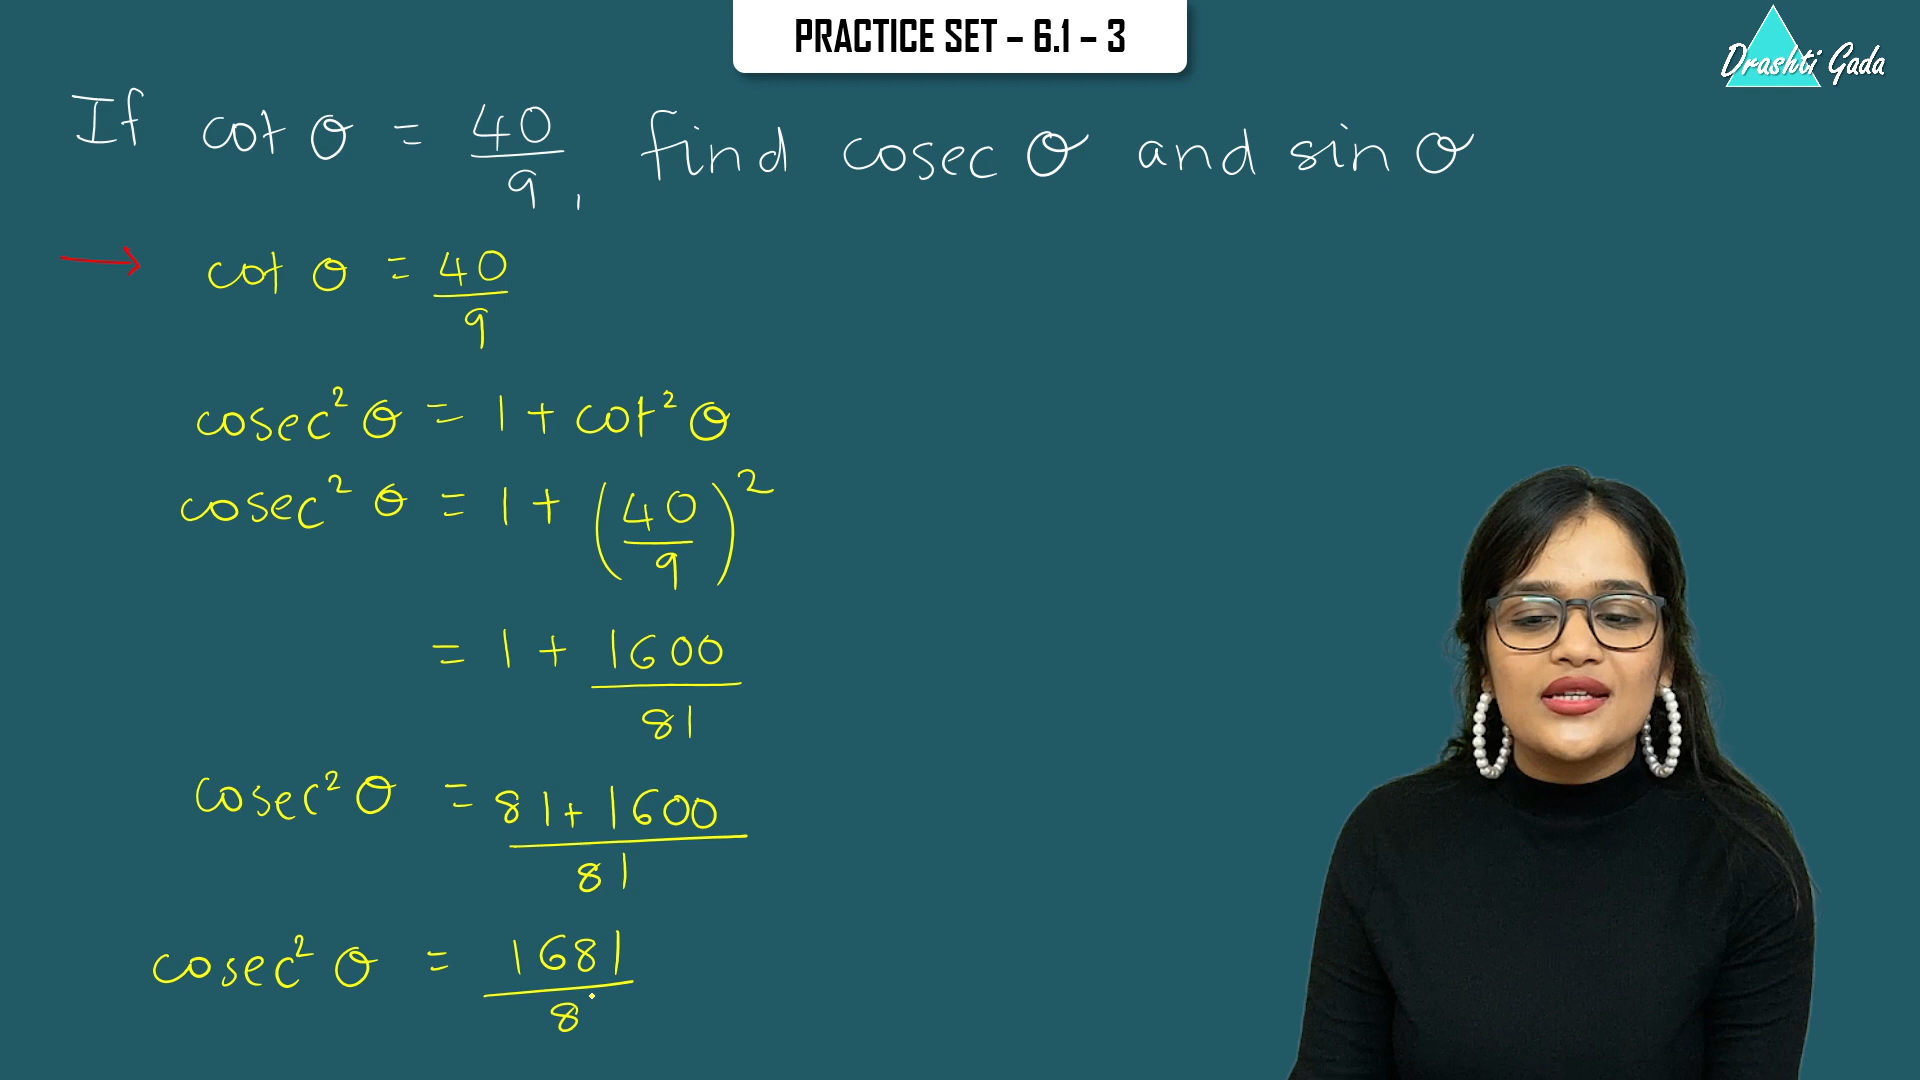 PRACTICE SET – 6.1 – 3
Drashti Gada
If cot θ = 40/9, find cosec θ and sin θ
→ cot θ = 40/9
cosec² θ = 1 + cot² θ
cosec² θ = 1 + (40/9)²
= 1 + 1600/81
cosec² θ = 81+1600/81
cosec² θ = 1681/8